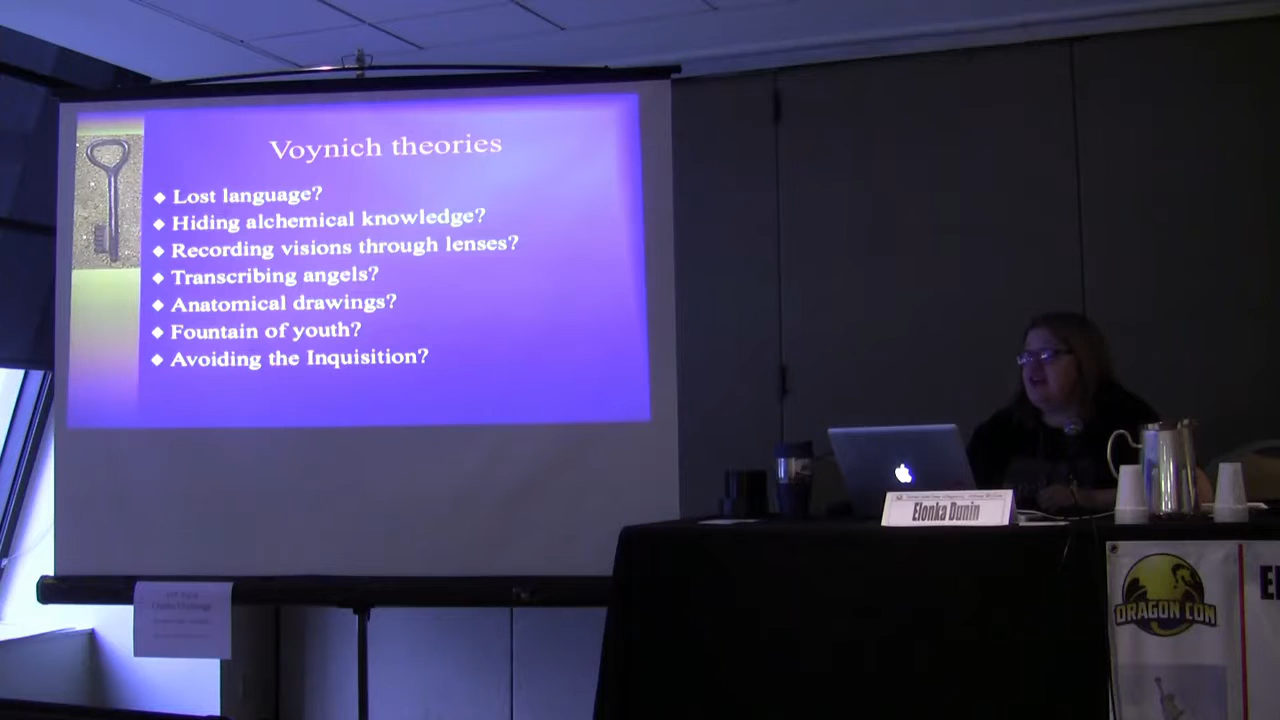 Voynich theories
Lost language?
Hiding alchemical knowledge?
Recording visions through lenses?
Transcribing angels?
Anatomical drawings?
Fountain of youth?
Avoiding the Inquisition?
Elonka Dunin
DRAGON CON